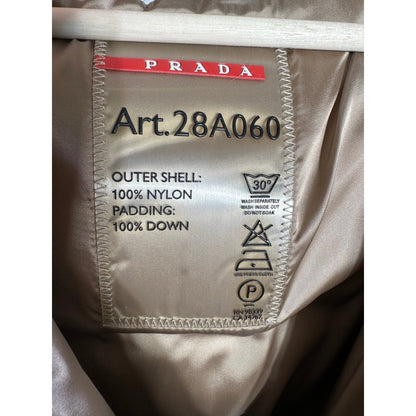 PRADA
Art.28A060
OUTER SHELL:
100% NYLON
PADDING:
100% DOWN
30°
WASH SEPARATELY
WASH INSIDE OUT
DO NOT SOAK
P